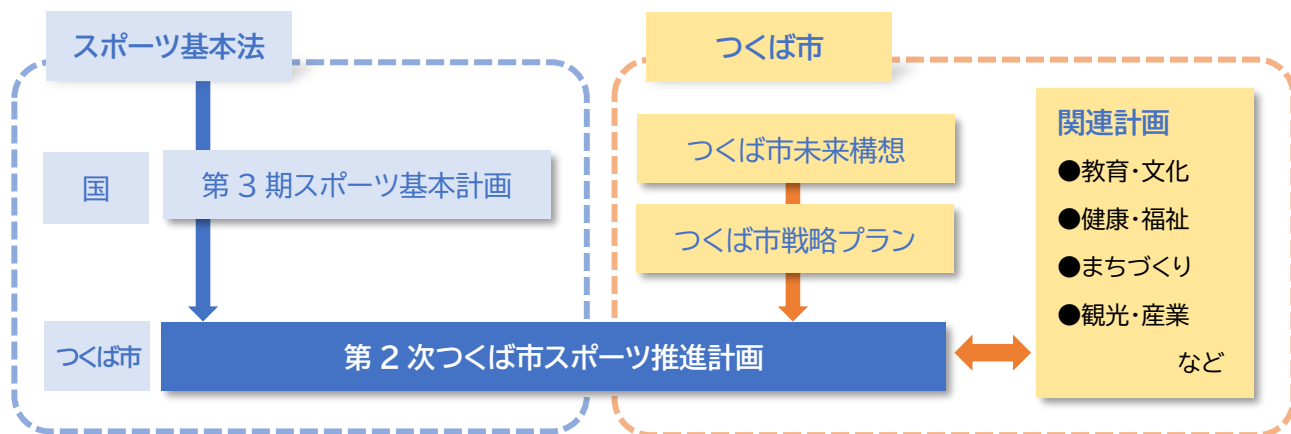 スポーツ基本法
国
第3期スポーツ基本計画
つくば市
第2次つくば市スポーツ推進計画
つくば市
つくば市未来構想
つくば市戦略プラン
関連計画
●教育・文化
●健康・福祉
●まちづくり
●観光・産業
など